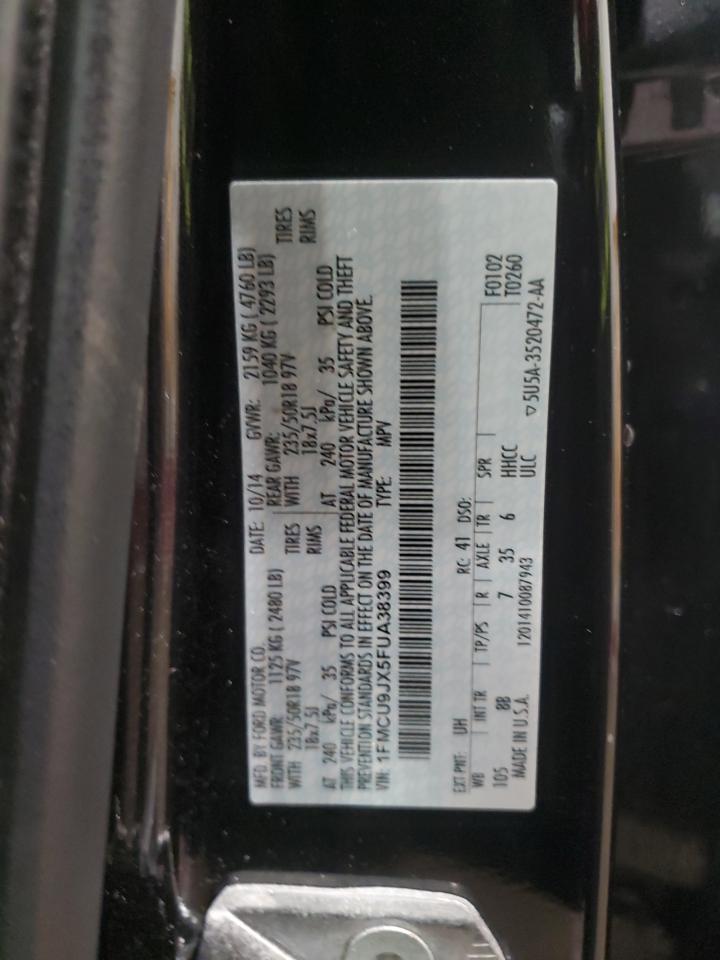 MFD. BY FORD MOTOR CO. DATE: 10/14 GVWR: 2159 KG ( 4760 LB)
FRONT GAWR: 1125 KG ( 2480 LB) REAR GAWR: 1040 KG ( 2293 LB)
WITH 235/50R18 97V TIRES WITH 235/50R18 97V TIRES
18x7.5J RIMS 18x7.5J RIMS
AT 240 kPa/ 35 PSI COLD AT 240 kPa/ 35 PSI COLD
THIS VEHICLE CONFORMS TO ALL APPLICABLE FEDERAL MOTOR VEHICLE SAFETY AND THEFT
PREVENTION STANDARDS IN EFFECT ON THE DATE OF MANUFACTURE SHOWN ABOVE.
VIN: 1FMCU9JX5FUA38399 TYPE: MPV
EXT PNT: UH RC: 41 DSO:
WB INT TR TP/PS R AXLE TR SPR
105 8B 7 35 6 HHCC F0102
MADE IN U.S.A. 1201410087943 ULC T0260
▽5U5A-3520472-AA